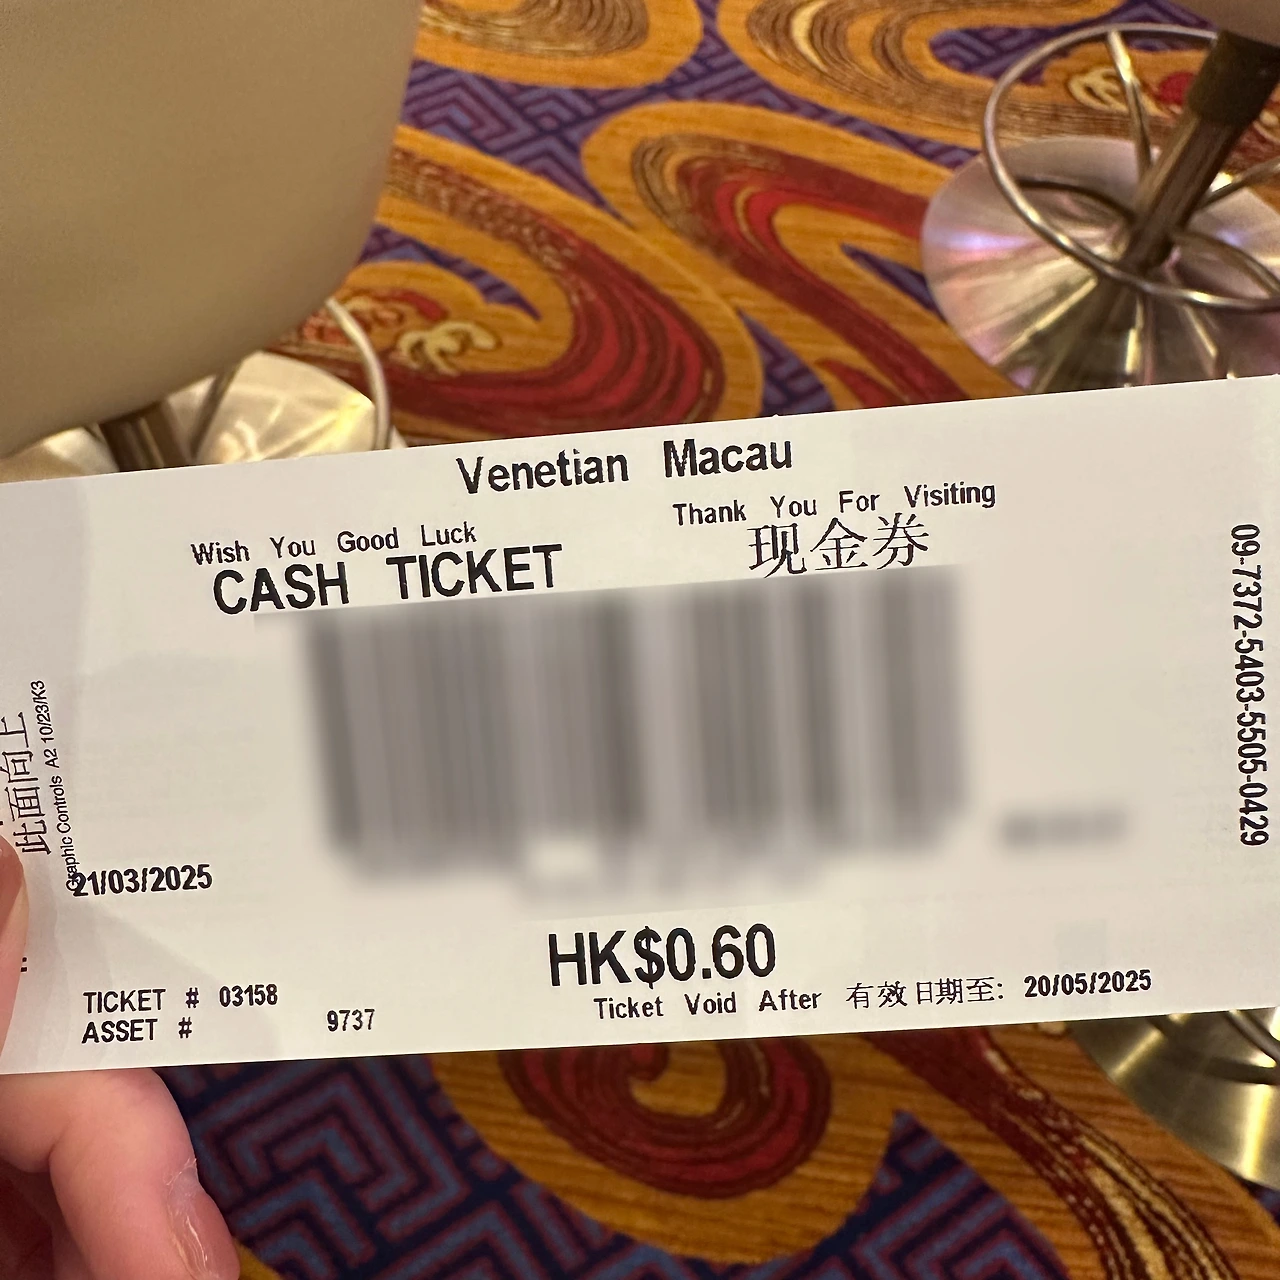 Venetian Macau
Wish You Good Luck
Thank You For Visiting
CASH TICKET
现金券
09-7372-5403-5505-0429
此面向上
Graphic Controls A2 10/23/K3
21/03/2025
HK$0.60
TICKET # 03158
Ticket Void After 有效日期至: 20/05/2025
ASSET # 9737